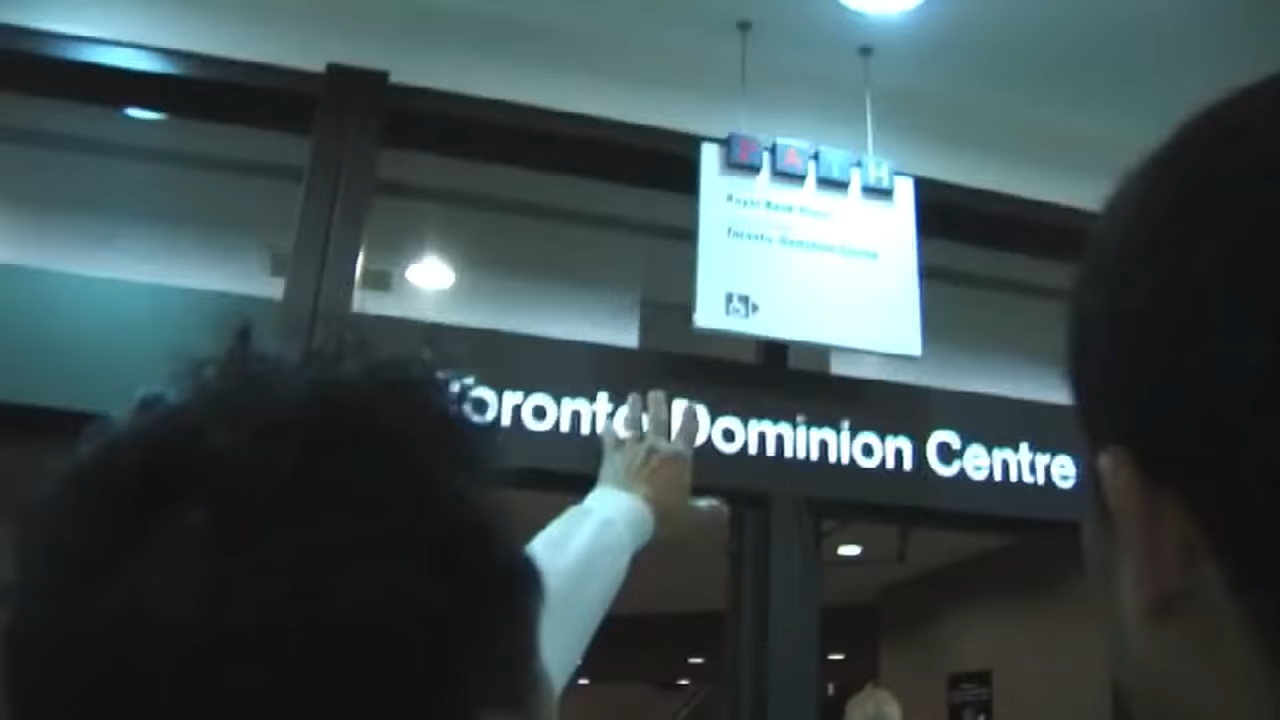 PATH
Royal Bank Plaza
Toronto Dominion Centre
Toronto Dominion Centre